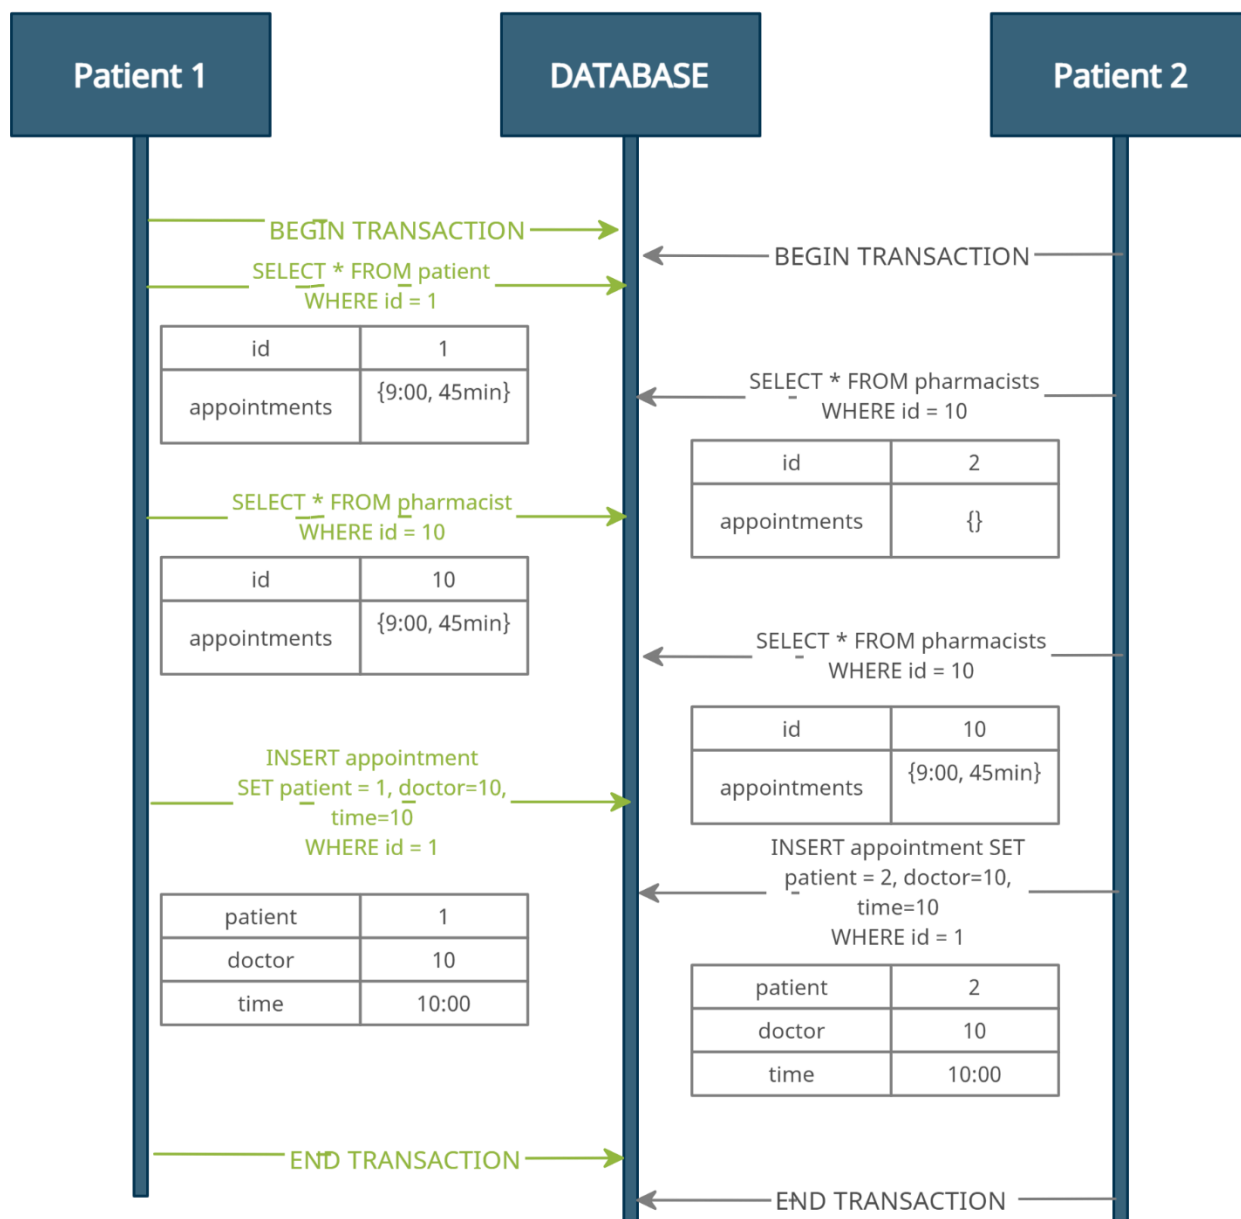 Patient 1
DATABASE
Patient 2
BEGIN TRANSACTION
BEGIN TRANSACTION
SELECT * FROM patient
WHERE id = 1
id 1
appointments {9:00, 45min}
SELECT * FROM pharmacists
WHERE id = 10
id 2
appointments {}
SELECT * FROM pharmacist
WHERE id = 10
id 10
appointments {9:00, 45min}
SELECT * FROM pharmacists
WHERE id = 10
id 10
appointments {9:00, 45min}
INSERT appointment
SET patient = 1, doctor=10,
time=10
WHERE id = 1
INSERT appointment SET
patient = 2, doctor=10,
time=10
WHERE id = 1
patient 1
doctor 10
time 10:00
patient 2
doctor 10
time 10:00
END TRANSACTION
END TRANSACTION